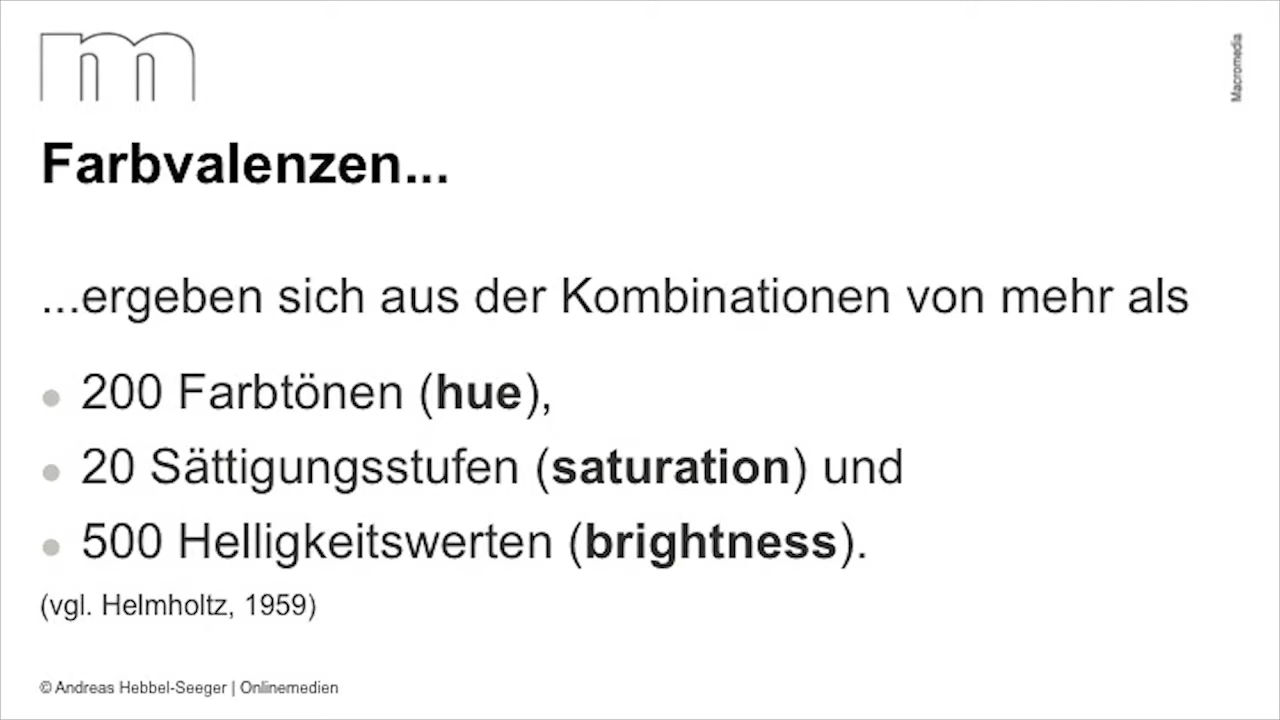 m
Macromedia
Farbvalenzen...
...ergeben sich aus der Kombinationen von mehr als
200 Farbtönen (hue),
20 Sättigungsstufen (saturation) und
500 Helligkeitswerten (brightness).
(vgl. Helmholtz, 1959)
© Andreas Hebbel-Seeger | Onlinemedien